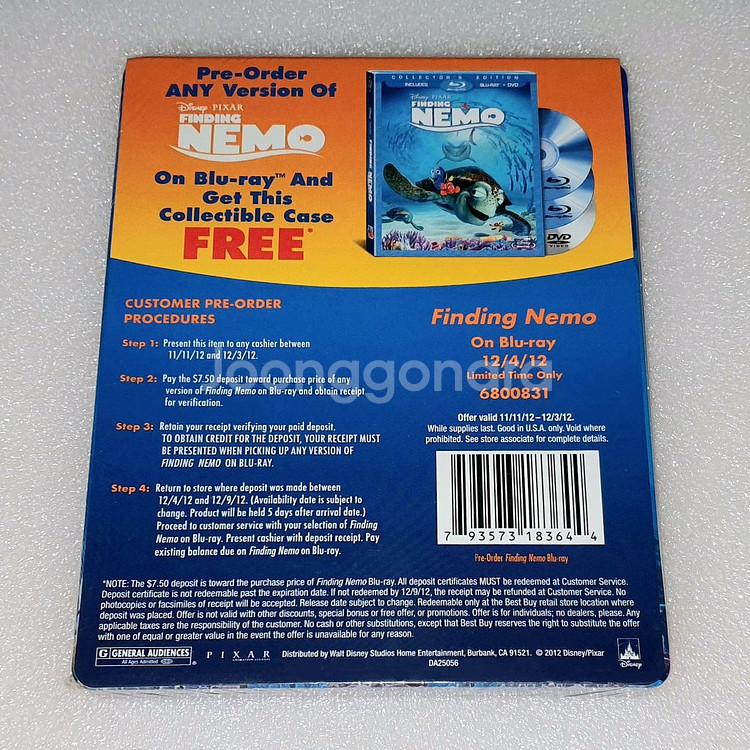 Pre-Order
ANY Version Of
Disney · PIXAR
FINDING
NEMO
On Blu-ray™ And
Get This
Collectible Case
FREE*
COLLECTOR'S EDITION
INCLUDES
BLU-RAY + DVD
Disney · PIXAR
FINDING
NEMO
FINDING NEMO
DVD
VIDEO
CUSTOMER PRE-ORDER
PROCEDURES
Step 1: Present this item to any cashier between
11/11/12 and 12/3/12.
Step 2: Pay the $7.50 deposit toward purchase price of any
version of Finding Nemo on Blu-ray and obtain receipt
for verification.
Step 3: Retain your receipt verifying your paid deposit.
TO OBTAIN CREDIT FOR THE DEPOSIT, YOUR RECEIPT MUST
BE PRESENTED WHEN PICKING UP ANY VERSION OF
FINDING NEMO ON BLU-RAY.
Step 4: Return to store where deposit was made between
12/4/12 and 12/9/12. (Availability date is subject to
change. Product will be held 5 days after arrival date.)
Proceed to customer service with your selection of Finding
Nemo on Blu-ray. Present cashier with deposit receipt. Pay
existing balance due on Finding Nemo on Blu-ray.
Finding Nemo
On Blu-ray
12/4/12
Limited Time Only
6800831
Offer valid 11/11/12–12/3/12.
While supplies last. Good in U.S.A. only. Void where
prohibited. See store associate for complete details.
7 93573 18364 4
Pre-Order Finding Nemo Blu-ray
Joonggonara
*NOTE: The $7.50 deposit is toward the purchase price of Finding Nemo Blu-ray. All deposit certificates MUST be redeemed at Customer Service.
Deposit certificate is not redeemable past the expiration date. If not redeemed by 12/9/12, the receipt may be refunded at Customer Service. No
photocopies or facsimiles of receipt will be accepted. Release date subject to change. Redeemable only at the Best Buy retail store location where
deposit was placed. Offer is not valid with other discounts, special bonus or free offer, or promotions. Offer is for individuals; no dealers, please. Any
applicable taxes are the responsibility of the customer. No cash or other substitutions, except that Best Buy reserves the right to substitute the offer
with one of equal or greater value in the event the offer is unavailable for any reason.
G GENERAL AUDIENCES
All Ages Admitted
PIXAR
ANIMATION STUDIOS
Distributed by Walt Disney Studios Home Entertainment, Burbank, CA 91521. © 2012 Disney/Pixar
DA25056
Disney